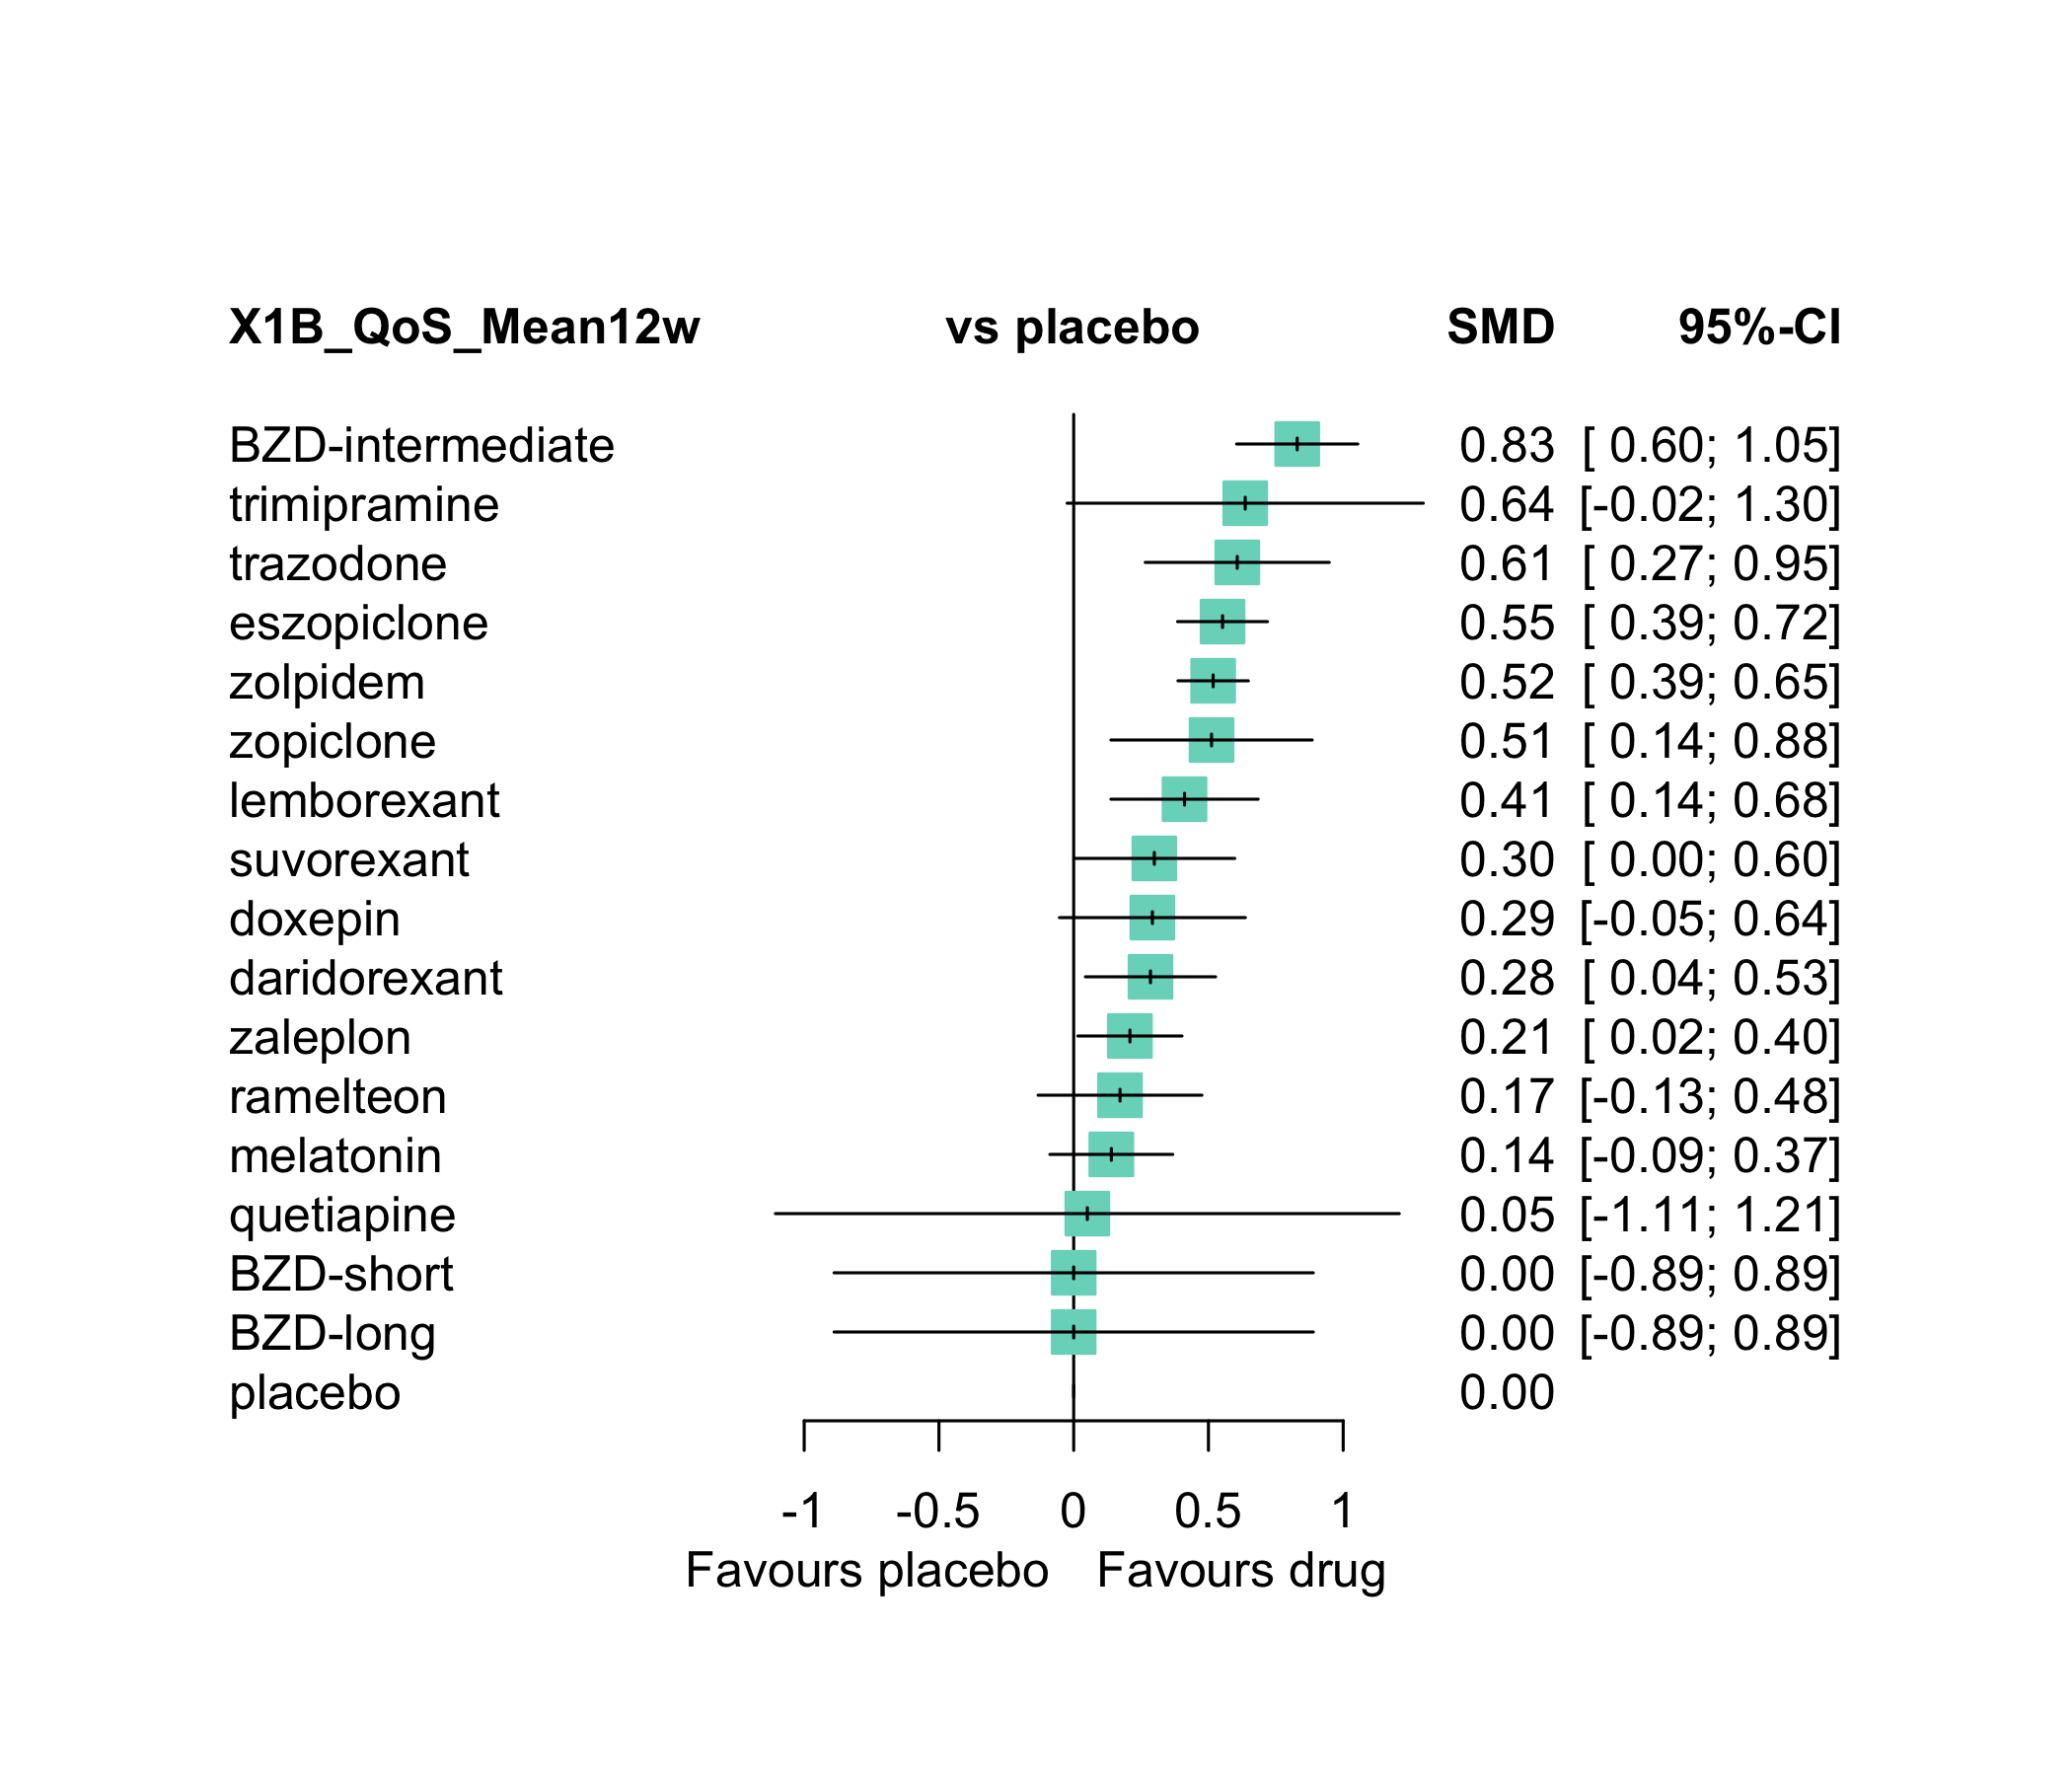 X1B_QoS_Mean12w vs placebo SMD 95%-CI
BZD-intermediate 0.83 [ 0.60; 1.05]
trimipramine 0.64 [-0.02; 1.30]
trazodone 0.61 [ 0.27; 0.95]
eszopiclone 0.55 [ 0.39; 0.72]
zolpidem 0.52 [ 0.39; 0.65]
zopiclone 0.51 [ 0.14; 0.88]
lemborexant 0.41 [ 0.14; 0.68]
suvorexant 0.30 [ 0.00; 0.60]
doxepin 0.29 [-0.05; 0.64]
daridorexant 0.28 [ 0.04; 0.53]
zaleplon 0.21 [ 0.02; 0.40]
ramelteon 0.17 [-0.13; 0.48]
melatonin 0.14 [-0.09; 0.37]
quetiapine 0.05 [-1.11; 1.21]
BZD-short 0.00 [-0.89; 0.89]
BZD-long 0.00 [-0.89; 0.89]
placebo 0.00
-1 -0.5 0 0.5 1
Favours placebo Favours drug